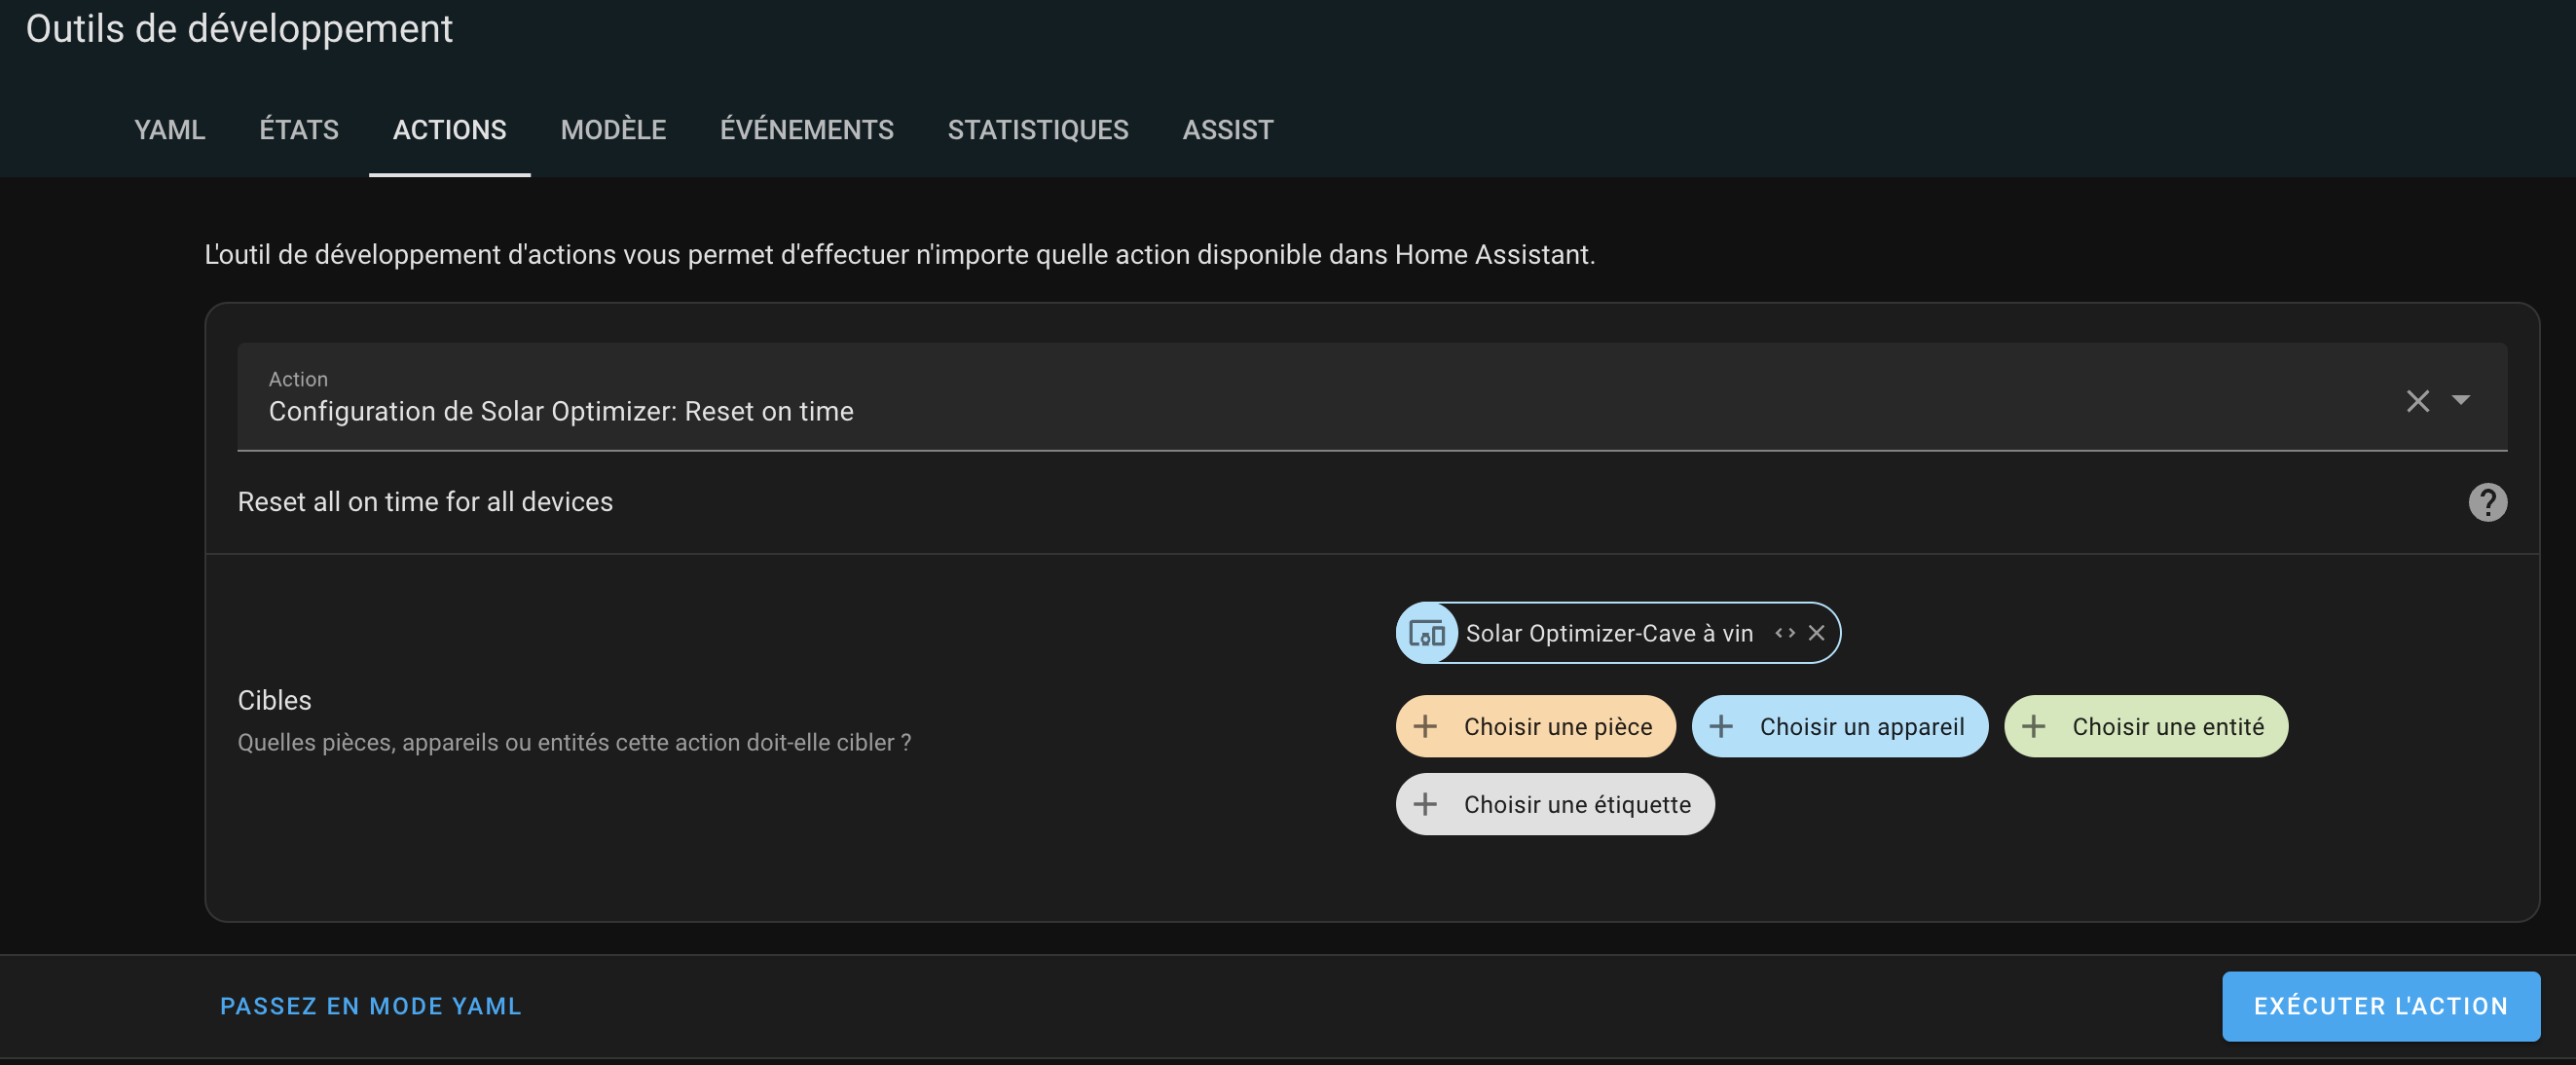 Outils de développement
YAML ÉTATS ACTIONS MODÈLE ÉVÉNEMENTS STATISTIQUES ASSIST
L'outil de développement d'actions vous permet d'effectuer n'importe quelle action disponible dans Home Assistant.
Action
Configuration de Solar Optimizer: Reset on time
Reset all on time for all devices
Solar Optimizer-Cave à vin
Cibles
Quelles pièces, appareils ou entités cette action doit-elle cibler ?
Choisir une pièce Choisir un appareil Choisir une entité
Choisir une étiquette
PASSEZ EN MODE YAML EXÉCUTER L'ACTION